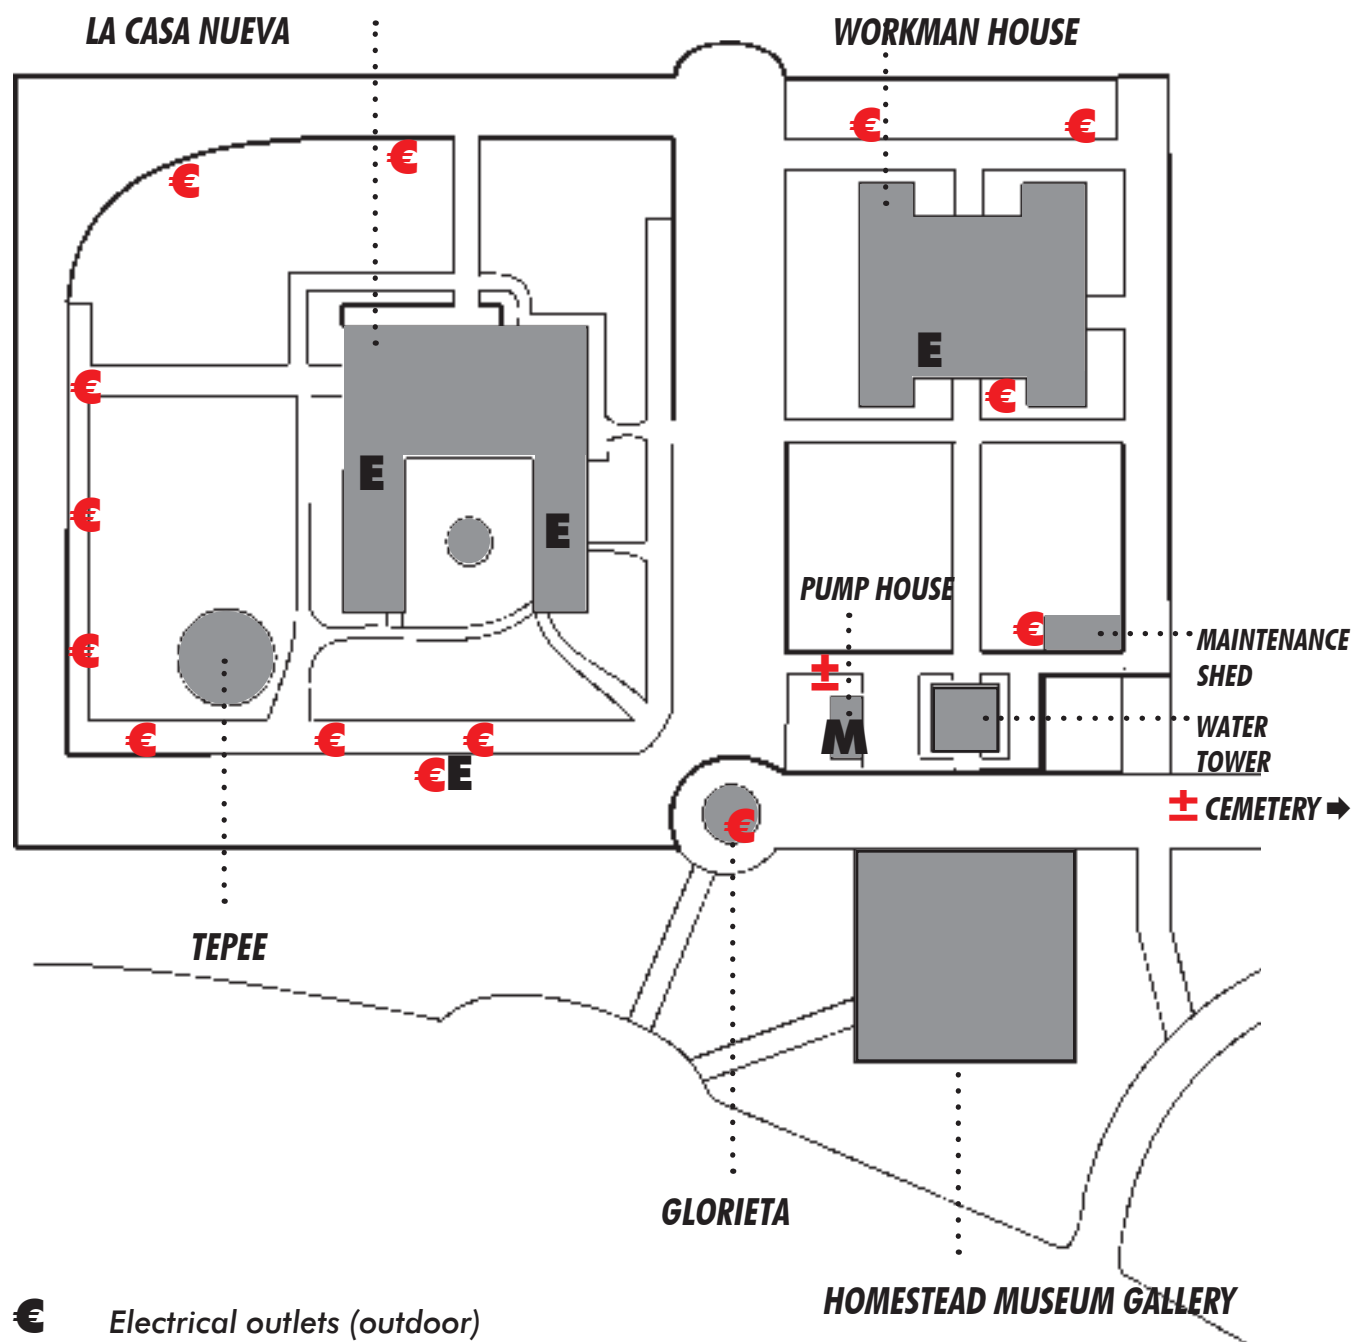 LA CASA NUEVA
WORKMAN HOUSE
€
€
€
€
E
€
€
E
€
E
PUMP HOUSE
€
MAINTENANCE
SHED
€
±
WATER
TOWER
M
€
€
€
€E
± CEMETERY ➡
€
TEPEE
GLORIETA
HOMESTEAD MUSEUM GALLERY
€ Electrical outlets (outdoor)